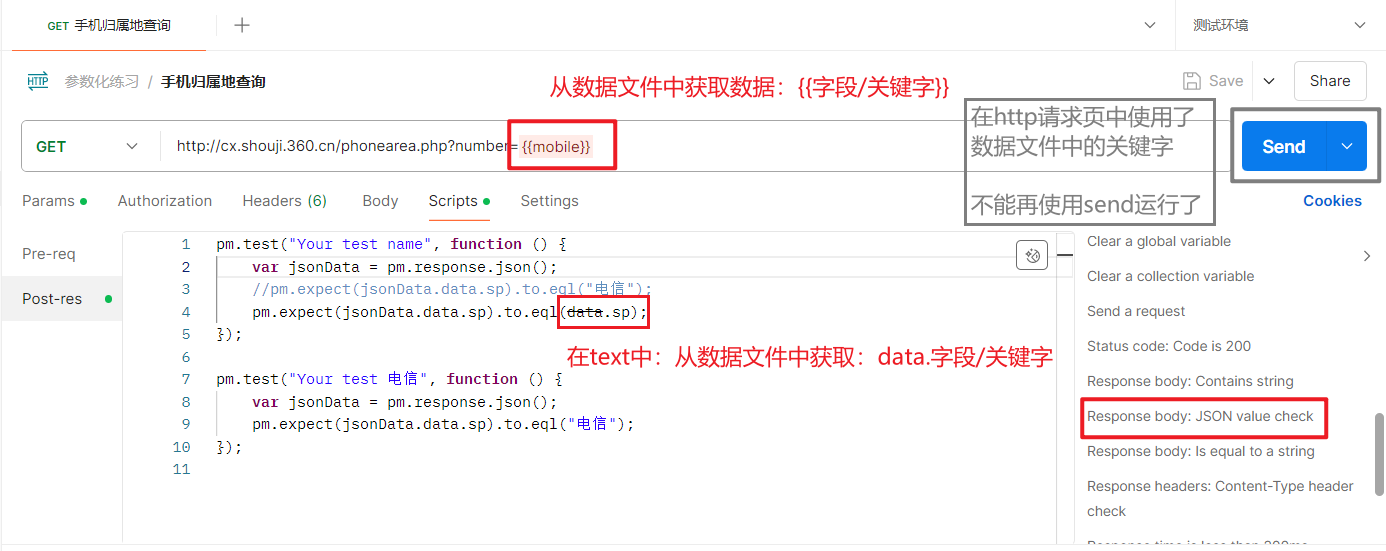 GET 手机归属地查询
测试环境
HTTP 参数化练习 / 手机归属地查询
从数据文件中获取数据：{{字段/关键字}}
Save
Share
GET
http://cx.shouji.360.cn/phonearea.php?number={{mobile}}
在http请求页中使用了
数据文件中的关键字
不能再使用send运行了
Send
Params
Authorization
Headers (6)
Body
Scripts
Settings
Cookies
Pre-req
Post-res
1 pm.test("Your test name", function () {
2 var jsonData = pm.response.json();
3 //pm.expect(jsonData.data.sp).to.eql("电信");
4 pm.expect(jsonData.data.sp).to.eql(data.sp);
5 });
6
在text中：从数据文件中获取：data.字段/关键字
7 pm.test("Your test 电信", function () {
8 var jsonData = pm.response.json();
9 pm.expect(jsonData.data.sp).to.eql("电信");
10 });
11
Clear a global variable
Clear a collection variable
Send a request
Status code: Code is 200
Response body: Contains string
Response body: JSON value check
Response body: Is equal to a string
Response headers: Content-Type header
check